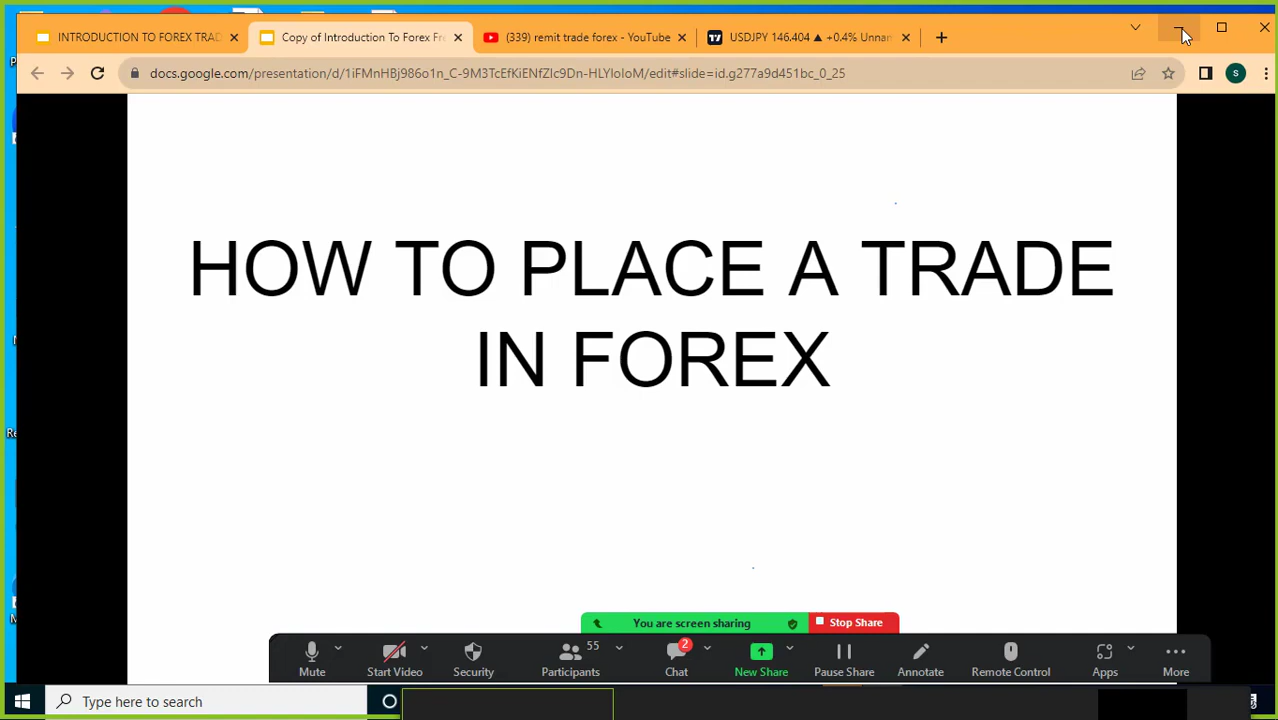 INTRODUCTION TO FOREX TRAD
Copy of Introduction To Forex Fr
(339) remit trade forex - YouTube
USDJPY 146.404 ▲ +0.4% Unnan
docs.google.com/presentation/d/1iFMnHBj986o1n_C-9M3TcEfKiENfZlc9Dn-HLYloIoM/edit#slide=id.g277a9d451bc_0_25
S
HOW TO PLACE A TRADE
IN FOREX
You are screen sharing
Stop Share
55
2
Mute
Start Video
Security
Participants
Chat
New Share
Pause Share
Annotate
Remote Control
Apps
More
Type here to search